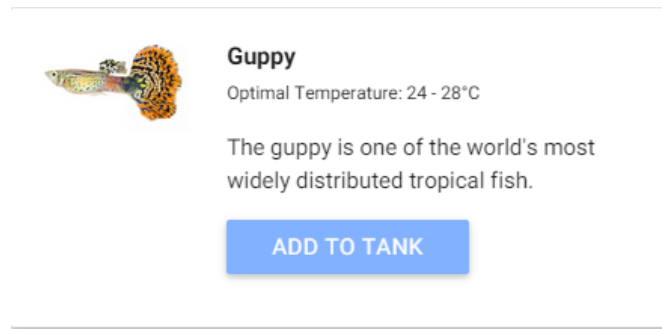 Guppy
Optimal Temperature: 24 - 28°C
The guppy is one of the world's most
widely distributed tropical fish.
ADD TO TANK